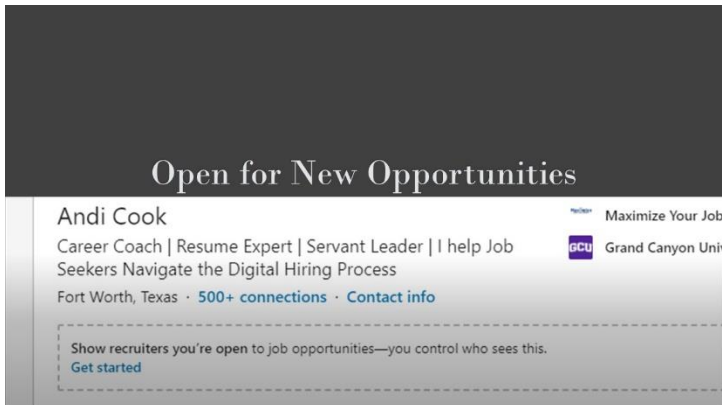 Open for New Opportunities
Andi Cook
Career Coach | Resume Expert | Servant Leader | I help Job
Seekers Navigate the Digital Hiring Process
Fort Worth, Texas · 500+ connections · Contact info
Maximize Your Job
GCU Grand Canyon Univ
Show recruiters you're open to job opportunities—you control who sees this.
Get started